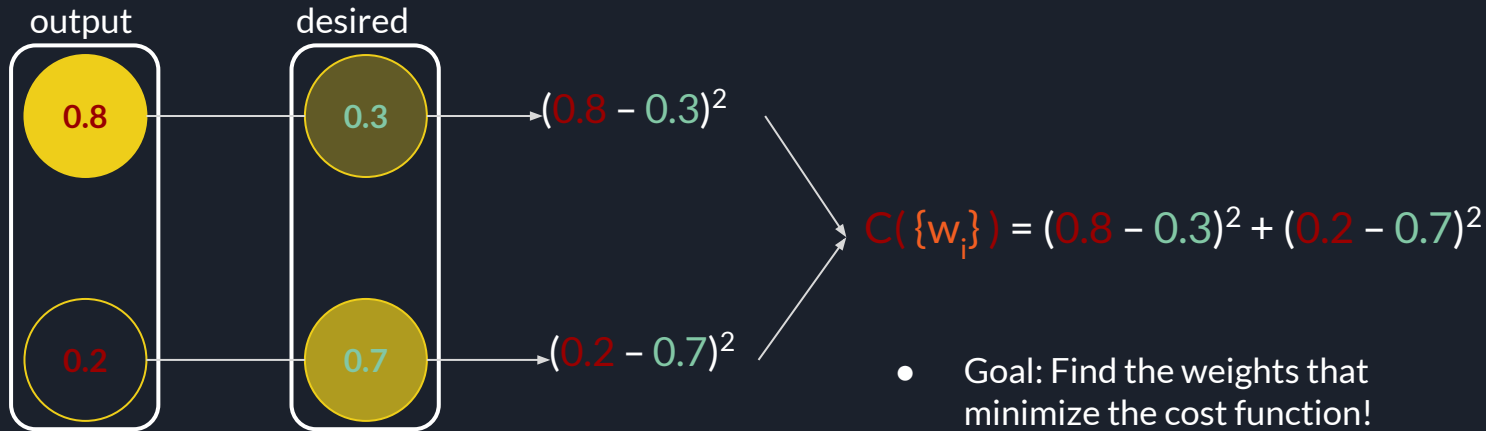 output desired
0.8 0.3 (0.8 – 0.3)²
C({wᵢ}) = (0.8 – 0.3)² + (0.2 – 0.7)²
0.2 0.7 (0.2 – 0.7)²
● Goal: Find the weights that
minimize the cost function!